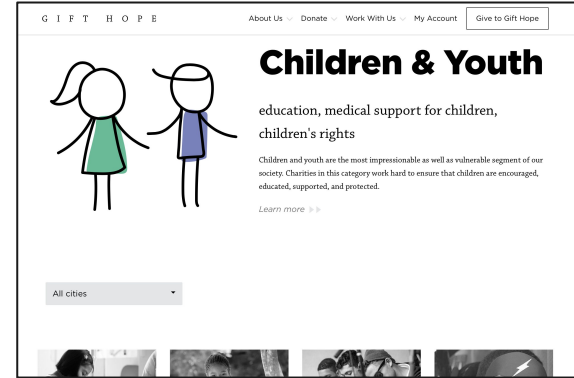 GIFT HOPE
About Us Donate Work With Us My Account Give to Gift Hope
Children & Youth
education, medical support for children,
children's rights
Children and youth are the most impressionable as well as vulnerable segment of our
society. Charities in this category work hard to ensure that children are encouraged,
educated, supported, and protected.
Learn more
All cities